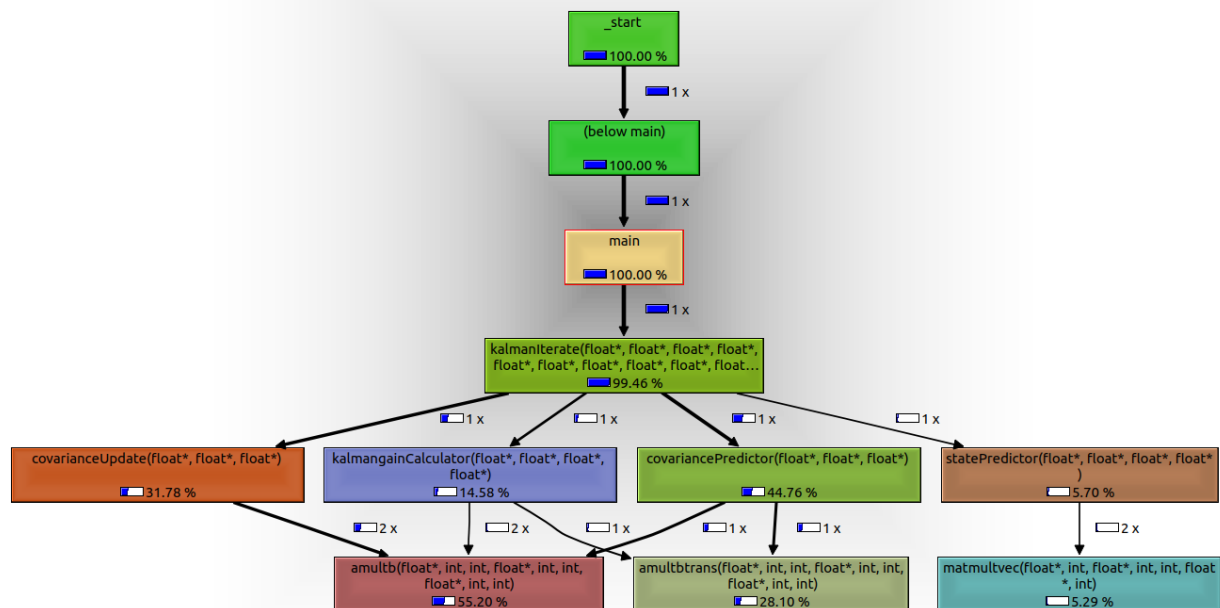 _start
100.00 %
1 x
(below main)
100.00 %
1 x
main
100.00 %
1 x
kalmanIterate(float*, float*, float*, float*,
float*, float*, float*, float*, float*, float...
99.46 %
1 x
1 x
1 x
1 x
covarianceUpdate(float*, float*, float*)
31.78 %
kalmangainCalculator(float*, float*, float*, float*,
float*)
14.58 %
covariancePredictor(float*, float*, float*)
44.76 %
statePredictor(float*, float*, float*, float*
)
5.70 %
2 x
2 x
1 x
1 x
1 x
2 x
amultb(float*, int, int, float*, int, int,
float*, int, int)
55.20 %
amultbtrans(float*, int, int, float*, int, int,
float*, int, int)
28.10 %
matmultvec(float*, int, float*, int, int, float
*, int)
5.29 %